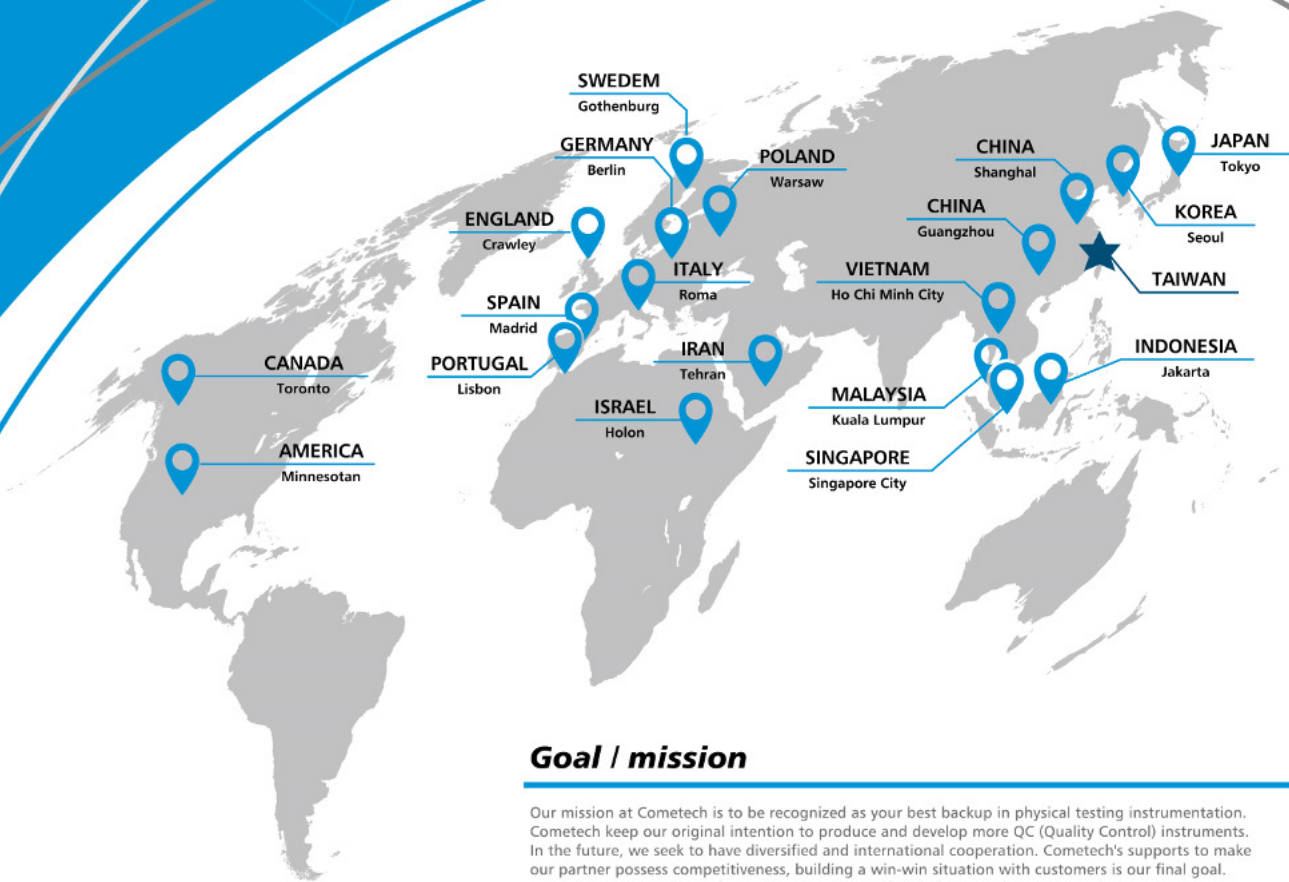 SWEDEM
Gothenburg
GERMANY
Berlin
POLAND
Warsaw
ENGLAND
Crawley
ITALY
Roma
SPAIN
Madrid
PORTUGAL
Lisbon
IRAN
Tehran
ISRAEL
Holon
CANADA
Toronto
AMERICA
Minnesotan
CHINA
Shanghal
CHINA
Guangzhou
JAPAN
Tokyo
KOREA
Seoul
TAIWAN
VIETNAM
Ho Chi Minh City
INDONESIA
Jakarta
MALAYSIA
Kuala Lumpur
SINGAPORE
Singapore City
Goal / mission
Our mission at Cometech is to be recognized as your best backup in physical testing instrumentation.
Cometech keep our original intention to produce and develop more QC (Quality Control) instruments.
In the future, we seek to have diversified and international cooperation. Cometech's supports to make
our partner possess competitiveness, building a win-win situation with customers is our final goal.